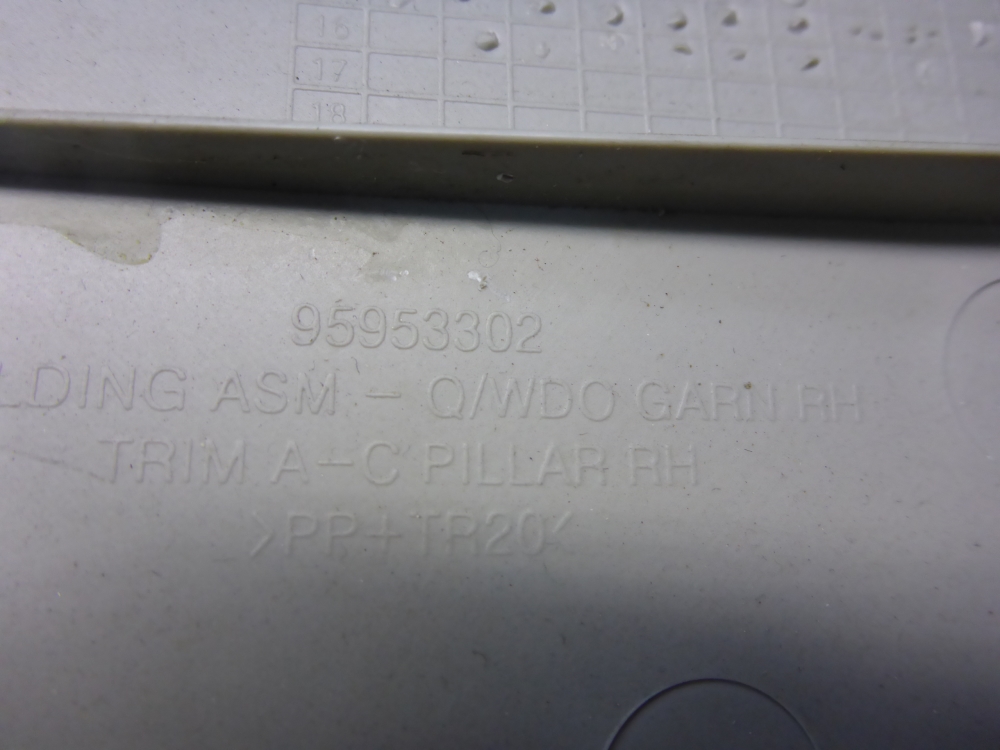 16
17
18
95953302
LDING ASM - Q/WDO GARN RH
TRIM A-C PILLAR RH
>PP+TR20<